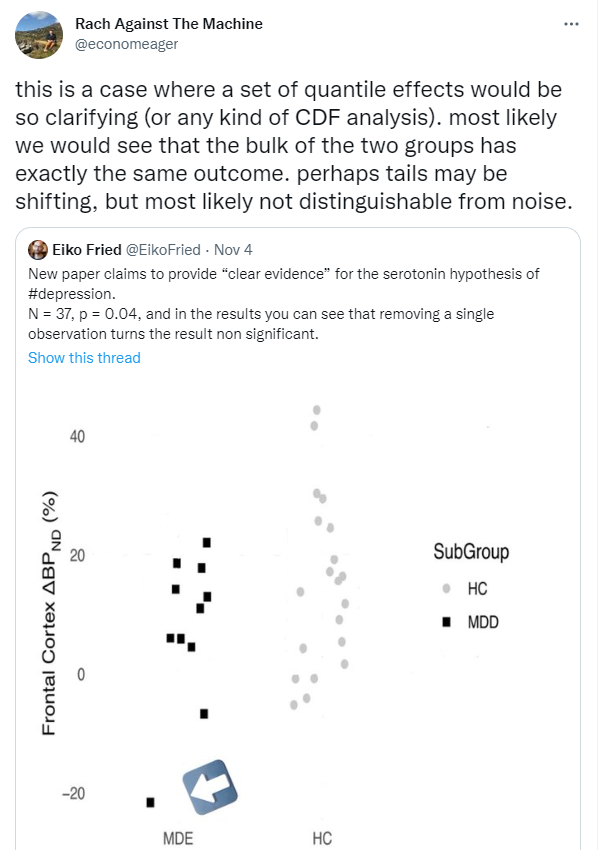 Rach Against The Machine
@economeager
this is a case where a set of quantile effects would be
so clarifying (or any kind of CDF analysis). most likely
we would see that the bulk of the two groups has
exactly the same outcome. perhaps tails may be
shifting, but most likely not distinguishable from noise.
Eiko Fried @EikoFried · Nov 4
New paper claims to provide “clear evidence” for the serotonin hypothesis of
#depression.
N = 37, p = 0.04, and in the results you can see that removing a single
observation turns the result non significant.
Show this thread
Frontal Cortex ΔBPND (%)
40
20
0
−20
SubGroup
HC
MDD
MDE HC